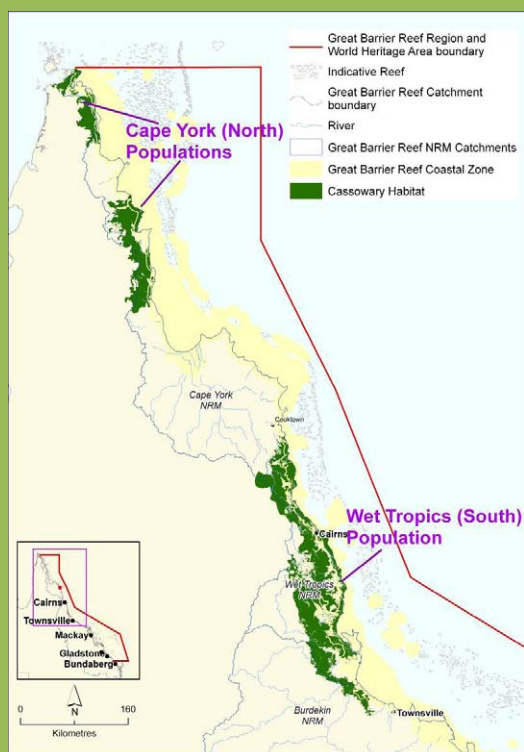 Great Barrier Reef Region and
World Heritage Area boundary
Indicative Reef
Great Barrier Reef Catchment
boundary
River
Great Barrier Reef NRM Catchments
Great Barrier Reef Coastal Zone
Cassowary Habitat
Cape York (North)
Populations
Cape York
NRM
Cooktown
Wet Tropics (South)
Population
Cairns
Wet Tropics
NRM
Cairns
Townsville
Mackay
Gladstone
Bundaberg
Burdekin
NRM
Townsville
N
0 160
Kilometres